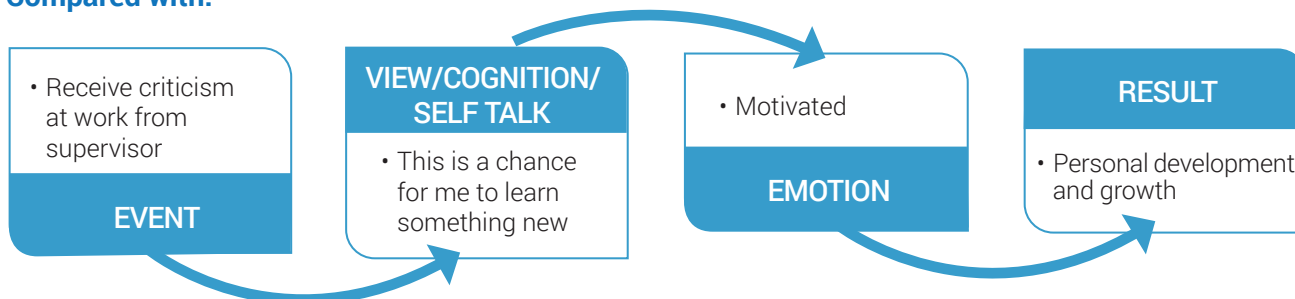 Compared with:
• Receive criticism
at work from
supervisor
EVENT
VIEW/COGNITION/
SELF TALK
• This is a chance
for me to learn
something new
• Motivated
EMOTION
RESULT
• Personal development
and growth